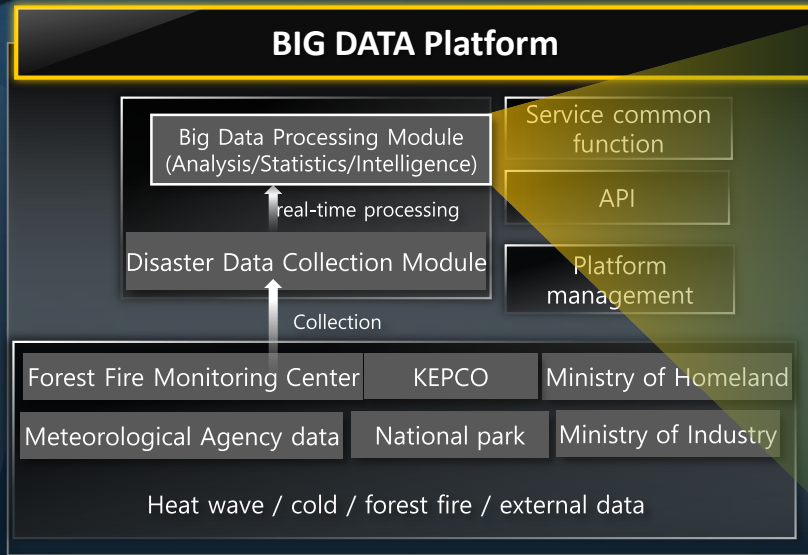 BIG DATA Platform
Big Data Processing Module
(Analysis/Statistics/Intelligence)
Service common
function
API
real-time processing
Disaster Data Collection Module
Platform
management
Collection
Forest Fire Monitoring Center
KEPCO
Ministry of Homeland
Meteorological Agency data
National park
Ministry of Industry
Heat wave / cold / forest fire / external data